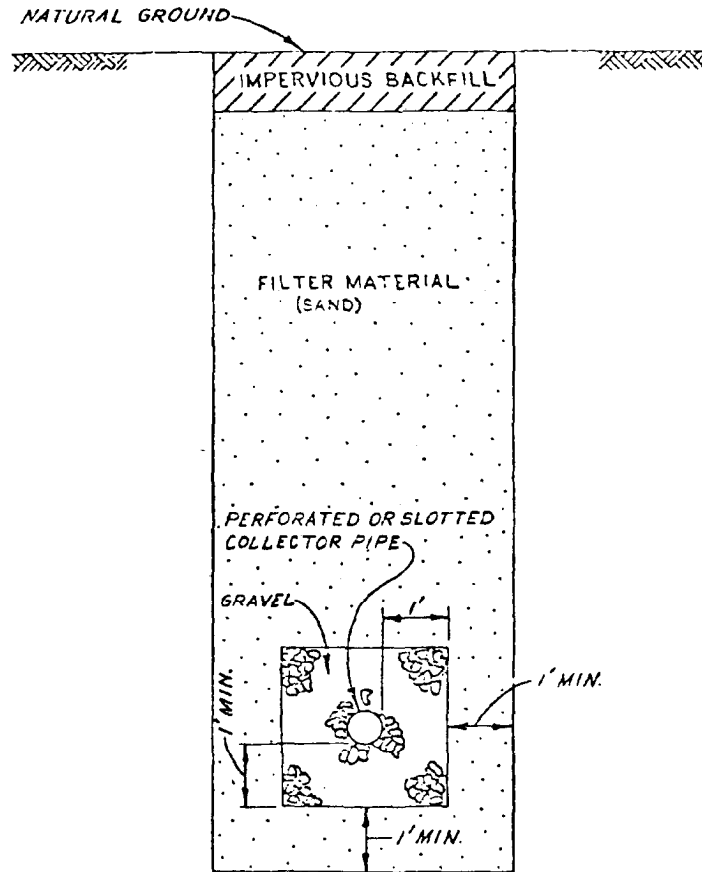 NATURAL GROUND
IMPERVIOUS BACKFILL
FILTER MATERIAL
(SAND)
PERFORATED OR SLOTTED
COLLECTOR PIPE
GRAVEL
1'
1' MIN.
1' MIN.
1' MIN.